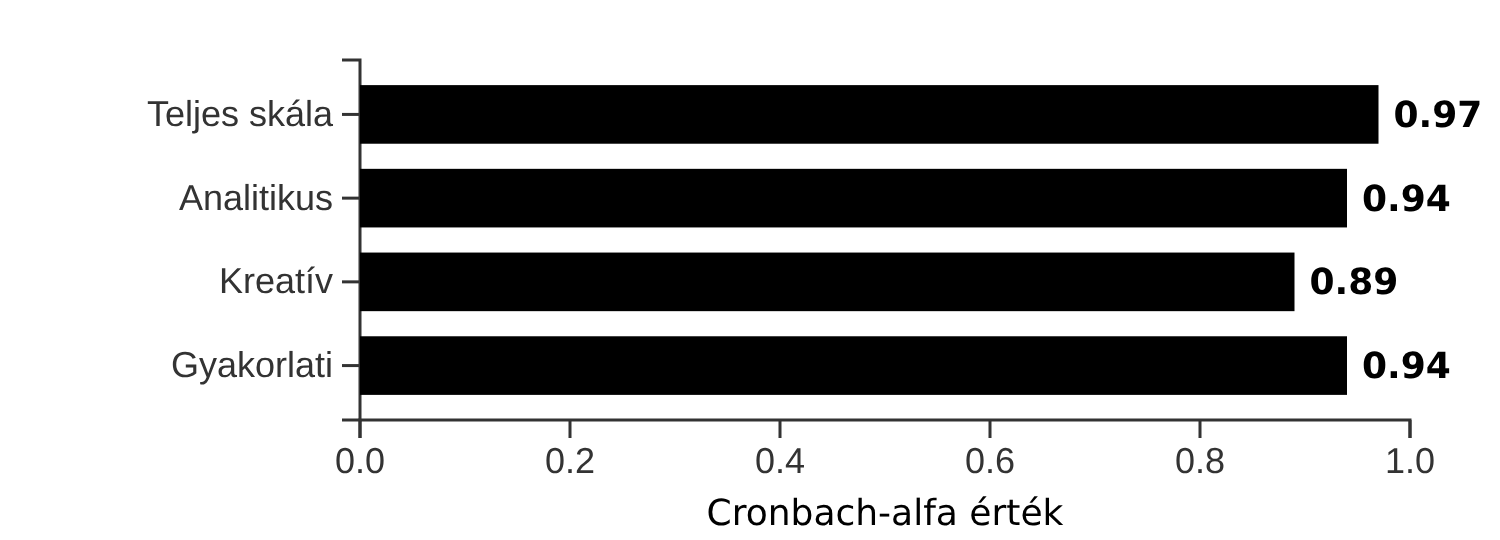 Teljes skála 0.97
Analitikus 0.94
Kreatív 0.89
Gyakorlati 0.94
0.0 0.2 0.4 0.6 0.8 1.0
Cronbach-alfa érték